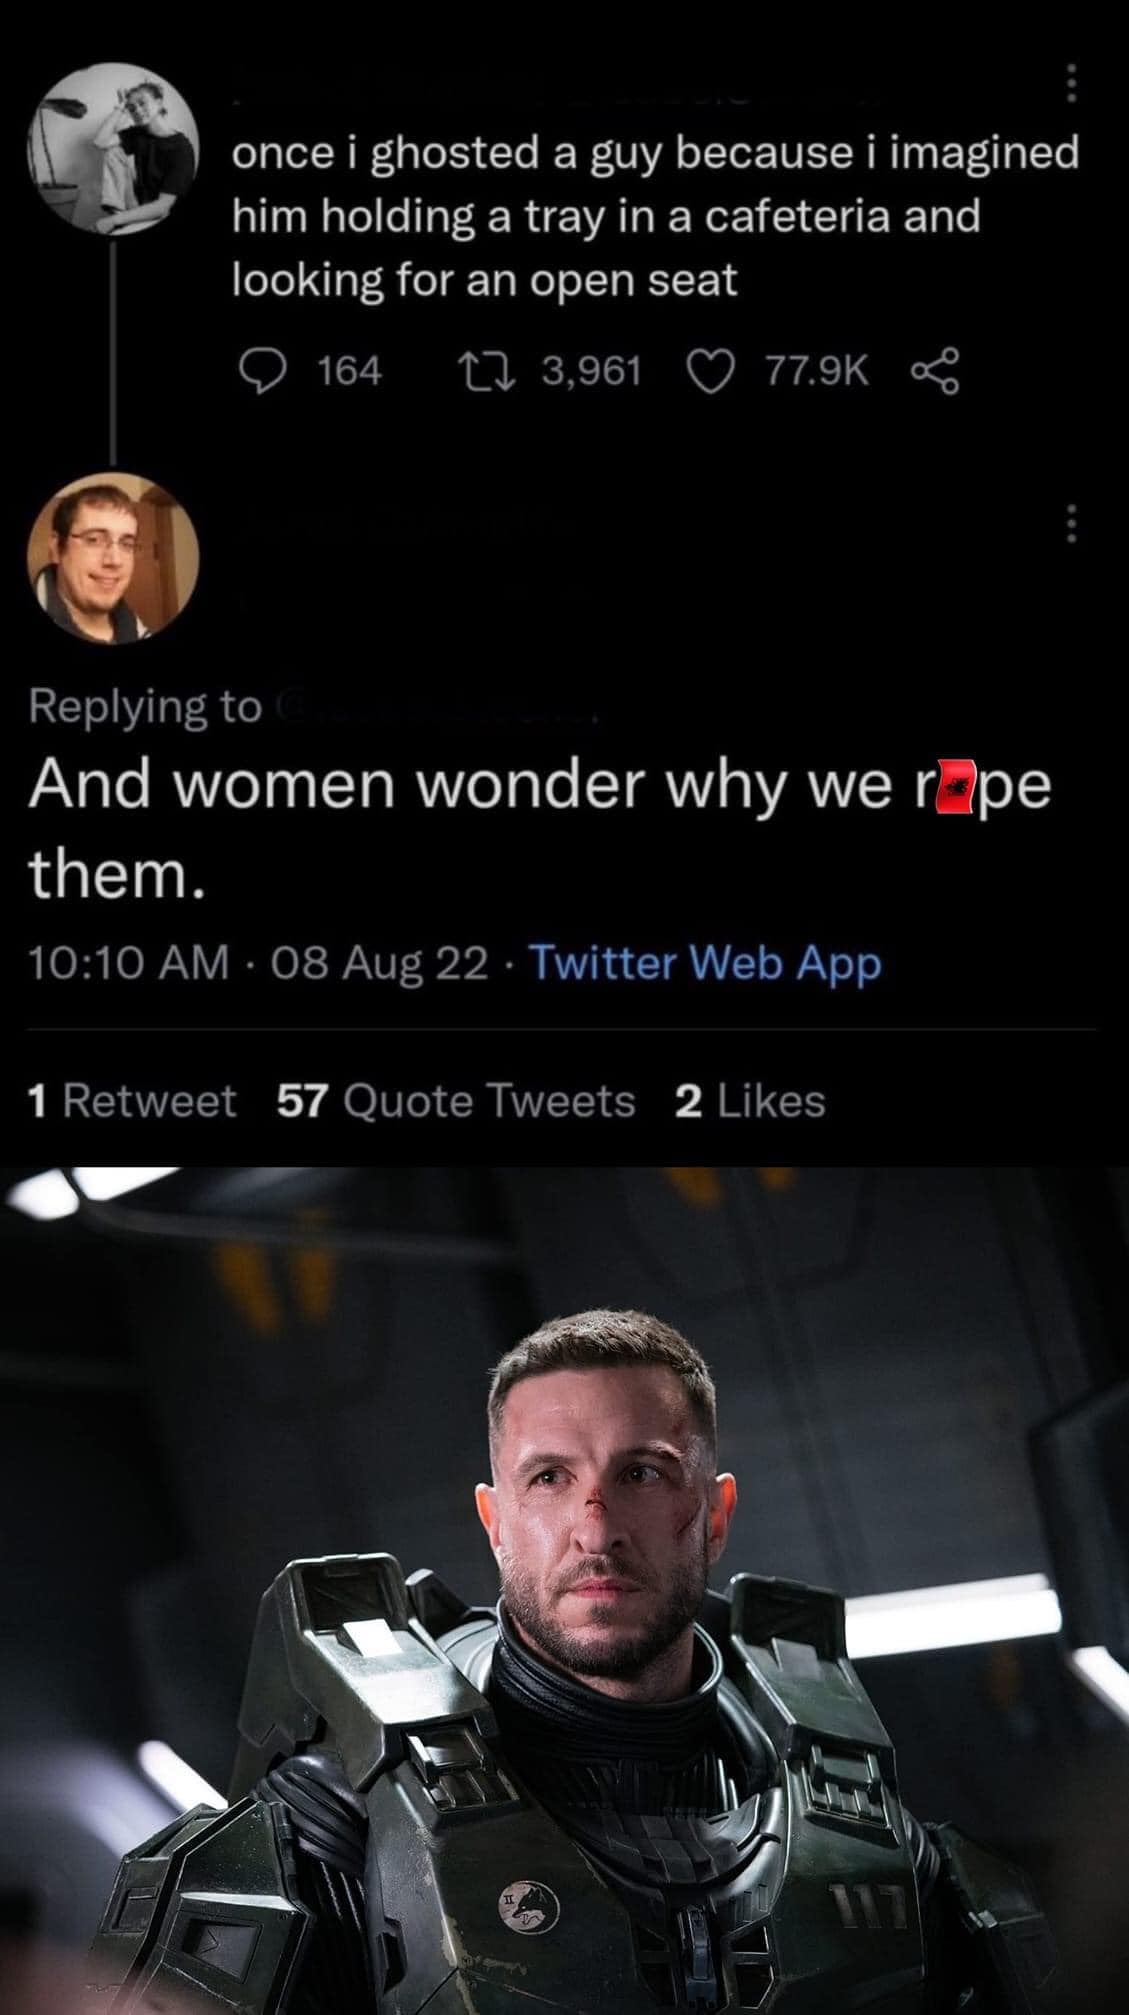 once i ghosted a guy because i imagined
him holding a tray in a cafeteria and
looking for an open seat
164 3,961 77.9K
Replying to @
And women wonder why we r🇦🇱pe
them.
10:10 AM · 08 Aug 22 · Twitter Web App
1 Retweet 57 Quote Tweets 2 Likes
II
117